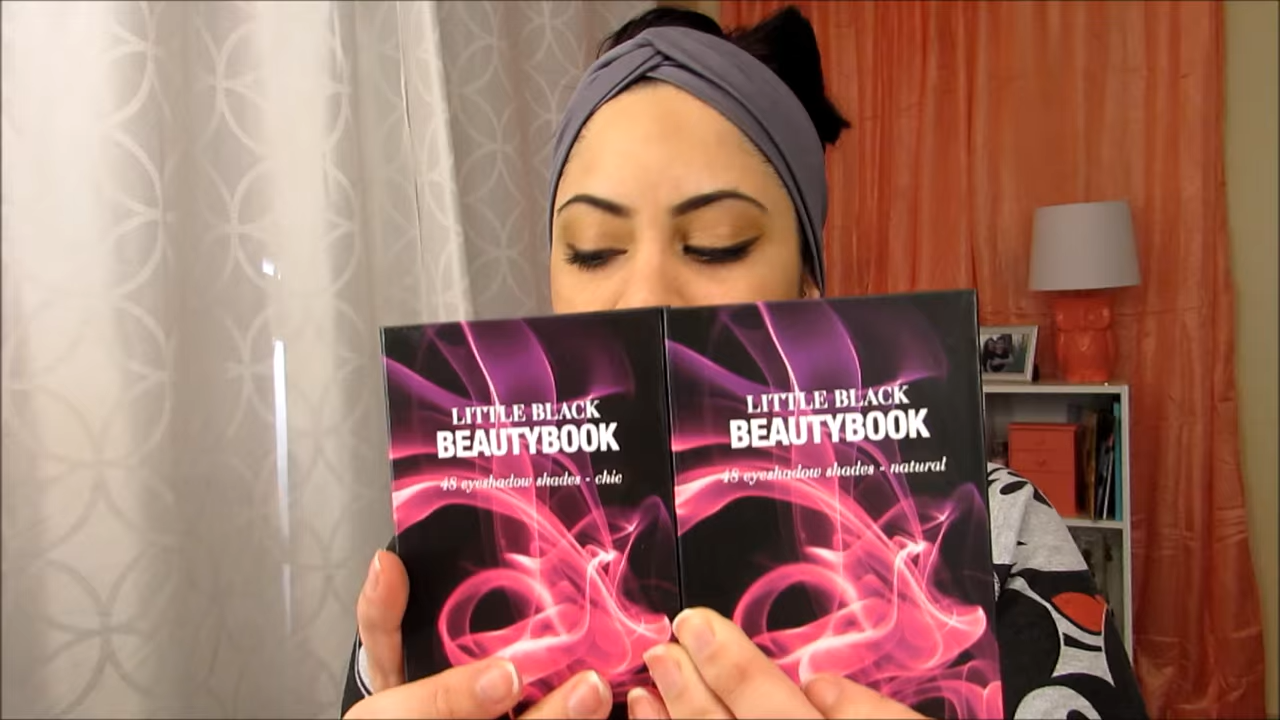 LITTLE BLACK
BEAUTYBOOK
48 eyeshadow shades - chic
LITTLE BLACK
BEAUTYBOOK
48 eyeshadow shades - natural